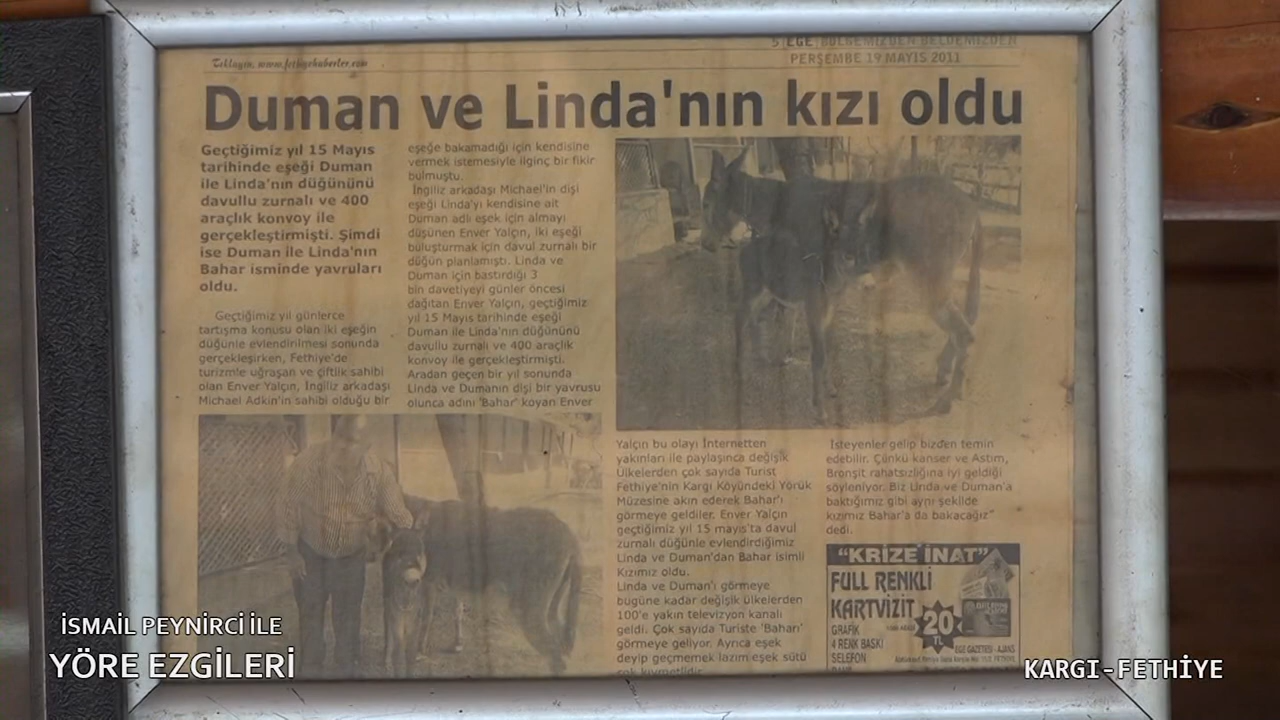 Tıklayın, www.fethiyehaberler.com
5 EGE BÖLGEMİZDEN BELDEMİZDEN
PERŞEMBE 19 MAYIS 2011
Duman ve Linda'nın kızı oldu
Geçtiğimiz yıl 15 Mayıs
tarihinde eşeği Duman
ile Linda'nın düğününü
davullu zurnalı ve 400
araçlık konvoy ile
gerçekleştirmişti. Şimdi
ise Duman ile Linda'nın
Bahar isminde yavruları
oldu.
Geçtiğimiz yıl günlerce
tartışma konusu olan iki eşeğin
düğünle evlendirilmesi sonunda
gerçekleşirken, Fethiye'de
turizmle uğraşan ve çiftlik sahibi
olan Enver Yalçın, İngiliz arkadaşı
Michael Adkin'in sahibi olduğu bir
eşeğe bakamadığı için kendisine
vermek istemesiyle ilginç bir fikir
bulmuştu.
İngiliz arkadaşı Michael'in dişi
eşeği Linda'yı kendisine ait
Duman adlı eşek için almayı
düşünen Enver Yalçın, iki eşeği
buluşturmak için davul zurnalı bir
düğün planlamıştı. Linda ve
Duman için bastırdığı 3
bin davetiyeyi günler öncesi
dağıtan Enver Yalçın, geçtiğimiz
yıl 15 Mayıs tarihinde eşeği
Duman ile Linda'nın düğününü
davullu zurnalı ve 400 araçlık
konvoy ile gerçekleştirmişti.
Aradan geçen bir yıl sonunda
Linda ve Dumanın dişi bir yavrusu
olunca adını 'Bahar' koyan Enver
Yalçın bu olayı İnternetten
yakınları ile paylaşınca değişik
Ülkelerden çok sayıda Turist
Fethiye'nin Kargı Köyündeki Yörük
Müzesine akın ederek Bahar'ı
görmeye geldiler. Enver Yalçın
geçtiğimiz yıl 15 mayıs'ta davul
zurnalı düğünle evlendirdiğimiz
Linda ve Duman'dan Bahar isimli
Kızımız oldu.
Linda ve Duman'ı görmeye
bugüne kadar değişik ülkelerden
100'e yakın televizyon kanalı
geldi. Çok sayıda Turiste 'Baharı'
görmeye geliyor. Ayrıca eşek
deyip geçmemek lazım eşek sütü
çok kıymetlidir.
İsteyenler gelip bizden temin
edebilir. Çünkü kanser ve Astım,
Bronşit rahatsızlığına iyi geldiği
söyleniyor. Biz Linda ve Duman'a
baktığımız gibi aynı şekilde
kızımız Bahar'a da bakacağız"
dedi.
"KRİZE İNAT"
FULL RENKLİ
KARTVİZİT
20
TL
GRAFİK
4 RENK BASKI
SELEFON
EGE GAZETESİ - AJANS
İSMAİL PEYNİRCİ İLE
YÖRE EZGİLERİ
KARGI-FETHİYE